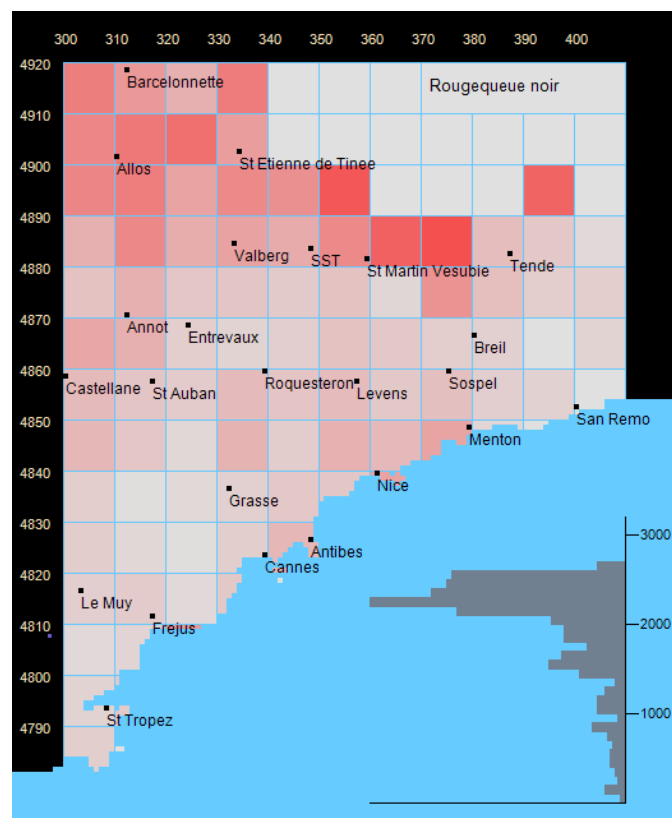 300 310 320 330 340 350 360 370 380 390 400
4920
Barcelonnette
Rougequeue noir
4910
4900
Allos
St Etienne de Tinee
4890
Valberg
SST
St Martin Vesubie
Tende
4880
4870
Annot
Entrevaux
Breil
4860
Castellane
St Auban
Roquesteron
Levens
Sospel
4850
San Remo
Menton
4840
Nice
Grasse
4830
Antibes
Cannes
4820
Le Muy
3000
4810
Frejus
2000
4800
St Tropez
1000
4790